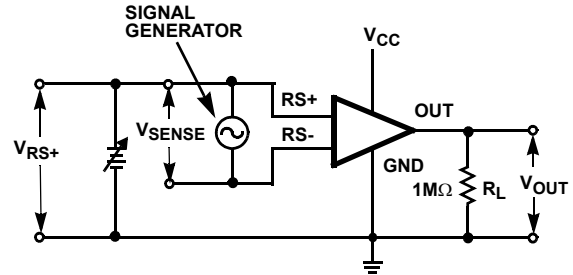 SIGNAL
GENERATOR
VCC
RS+
OUT
VRS+
VSENSE
RS-
GND
1MΩ
RL
VOUT